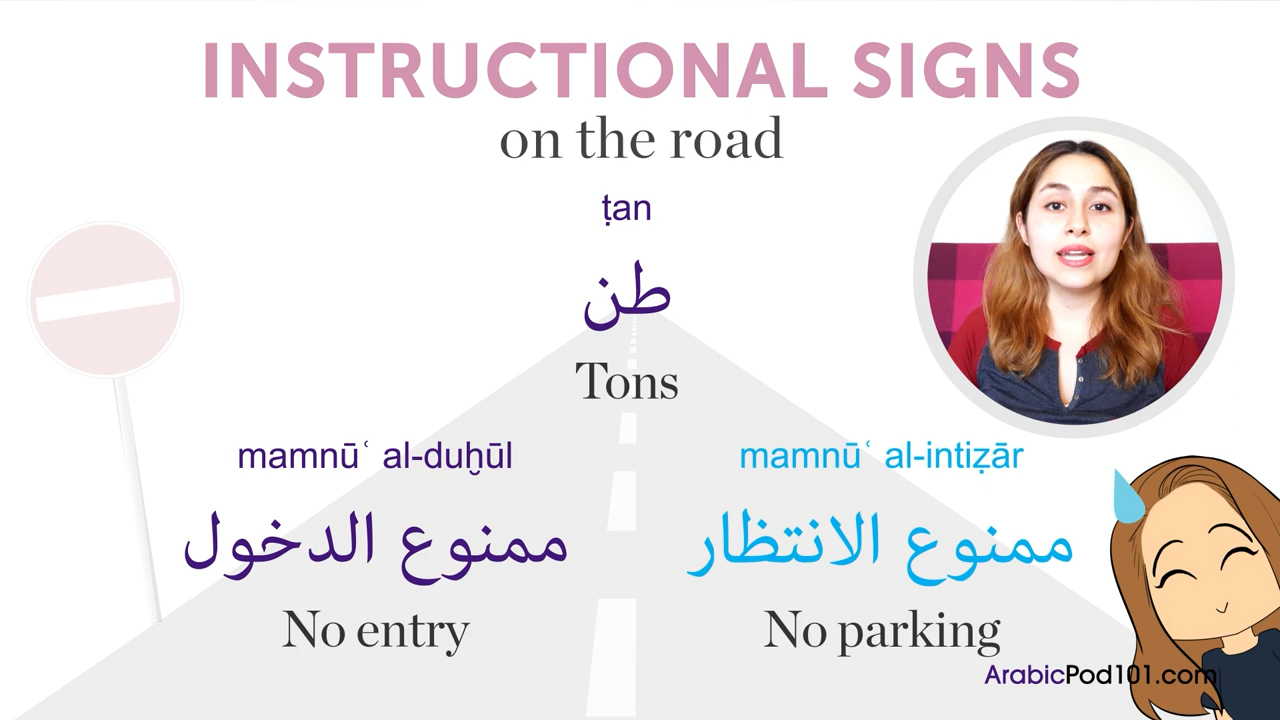 INSTRUCTIONAL SIGNS
on the road
ṭan
طن
Tons
mamnūʿ al-duḫūl
ممنوع الدخول
No entry
mamnūʿ al-intiẓār
ممنوع الانتظار
No parking
ArabicPod101.com